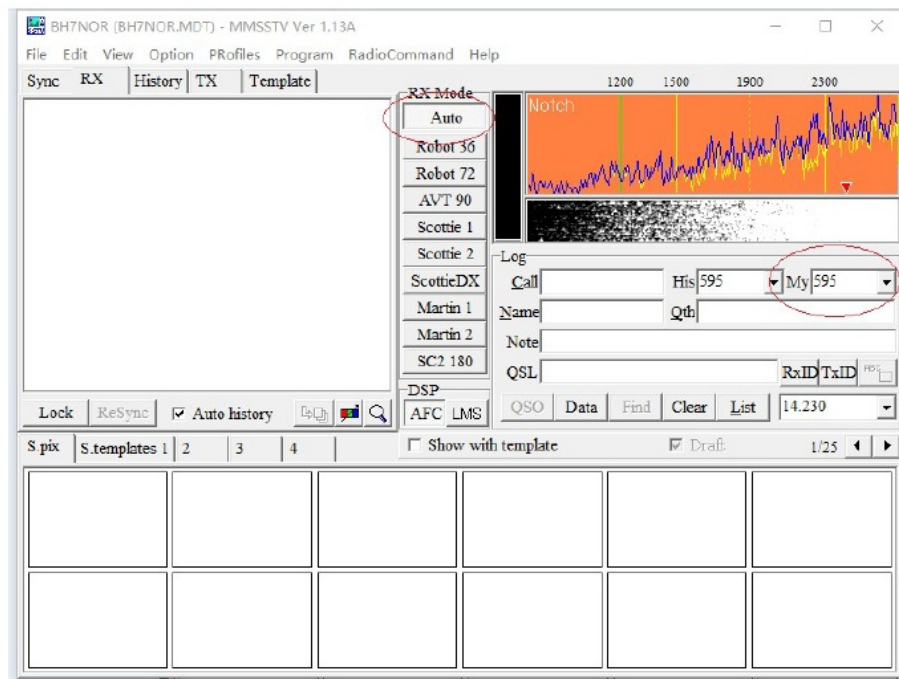 BH7NOR (BH7NOR.MDT) - MMSSTV Ver 1.13A
File Edit View Option PRofiles Program RadioCommand Help
Sync RX History TX Template
RX Mode
Auto
Robot 36
Robot 72
AVT 90
Scottie 1
Scottie 2
ScottieDX
Martin 1
Martin 2
SC2 180
DSP
AFC LMS
1200 1500 1900 2300
Notch
Log
Call His 595 My 595
Name Qth
Note
QSL RxID TxID
QSO Data Find Clear List 14.230
Lock ReSync Auto history
S.pix S.templates 1 2 3 4
Show with template Draft 1/25